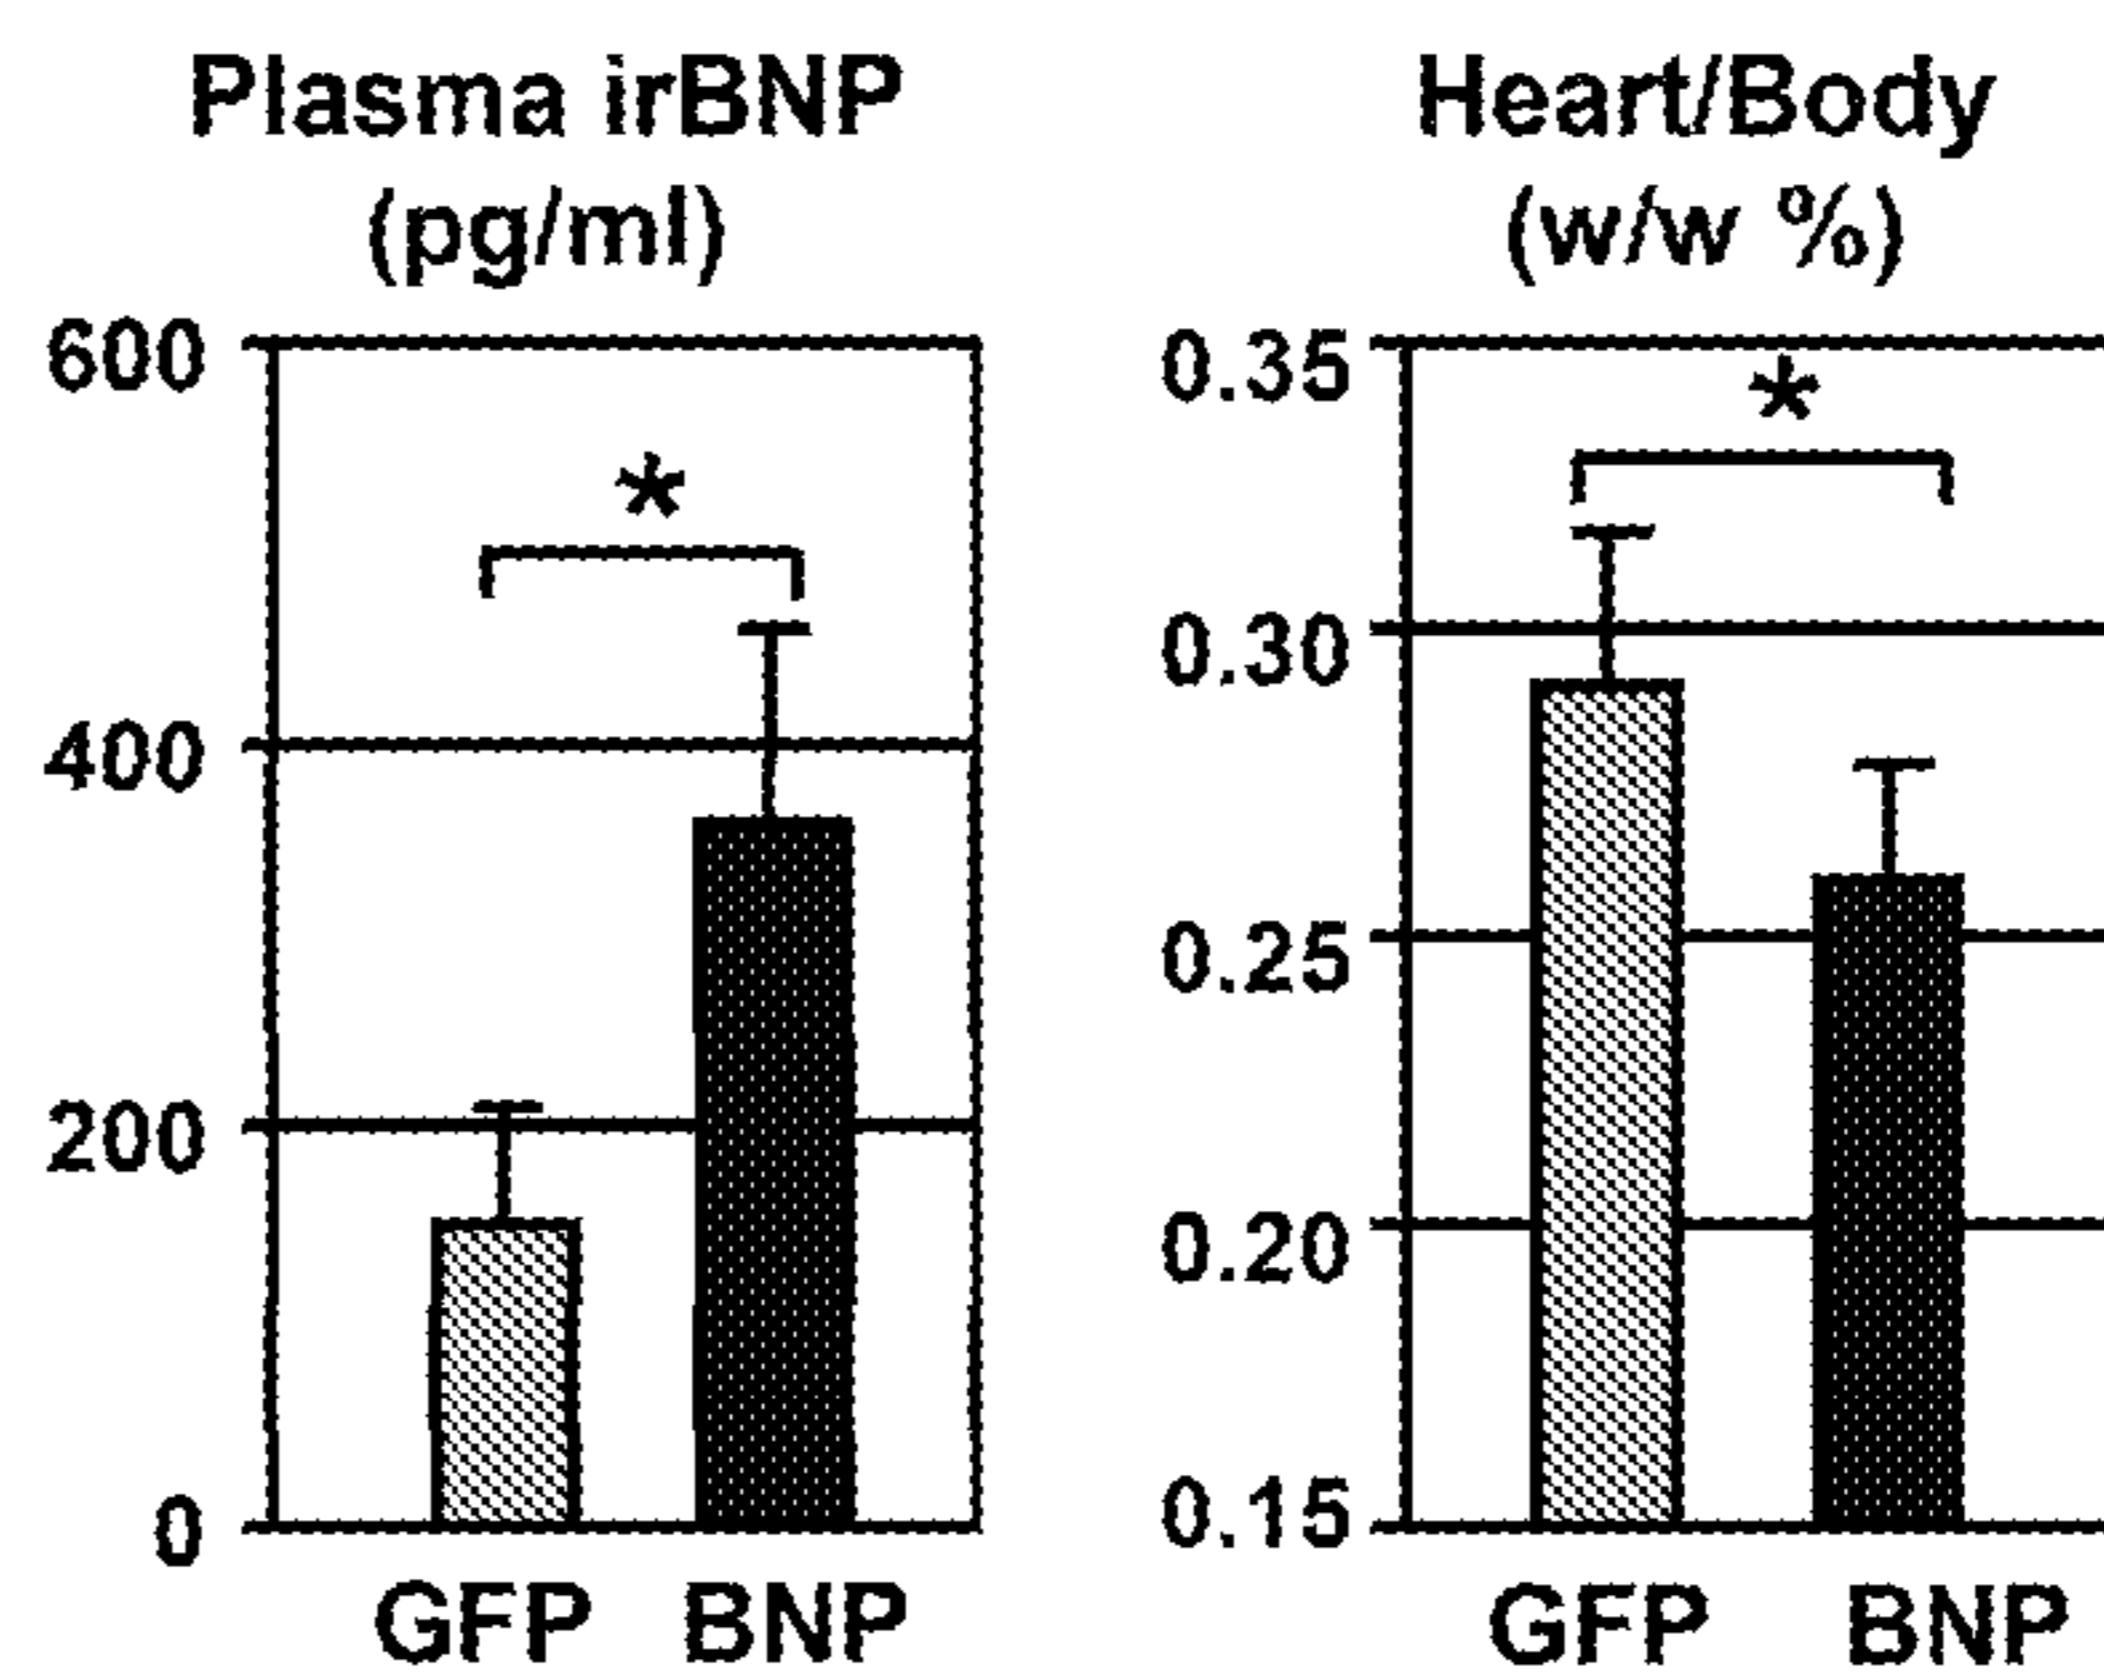 Plasma irBNP
(pg/ml)
600
*
400
200
0
GFP BNP
Heart/Body
(w/w %)
0.35
*
0.30
0.25
0.20
0.15
GFP BNP